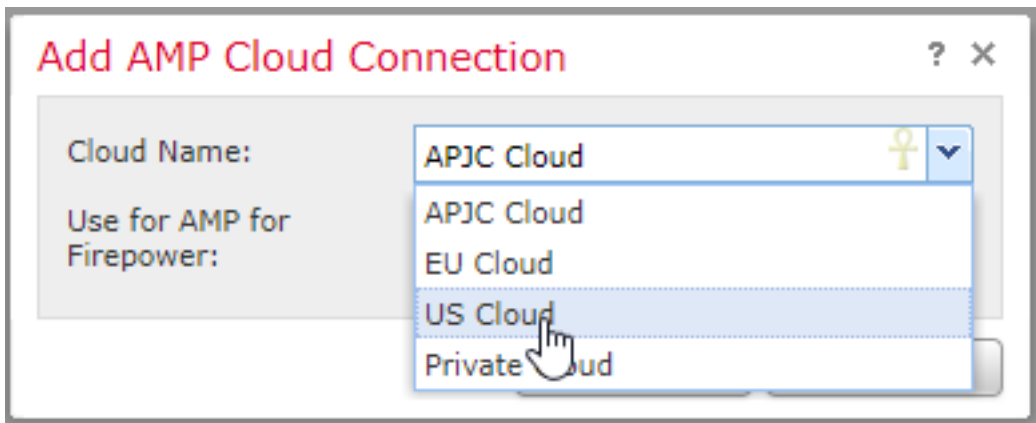 Add AMP Cloud Connection ? ×
Cloud Name:
APJC Cloud
Use for AMP for
Firepower:
APJC Cloud
EU Cloud
US Cloud
Private Cloud